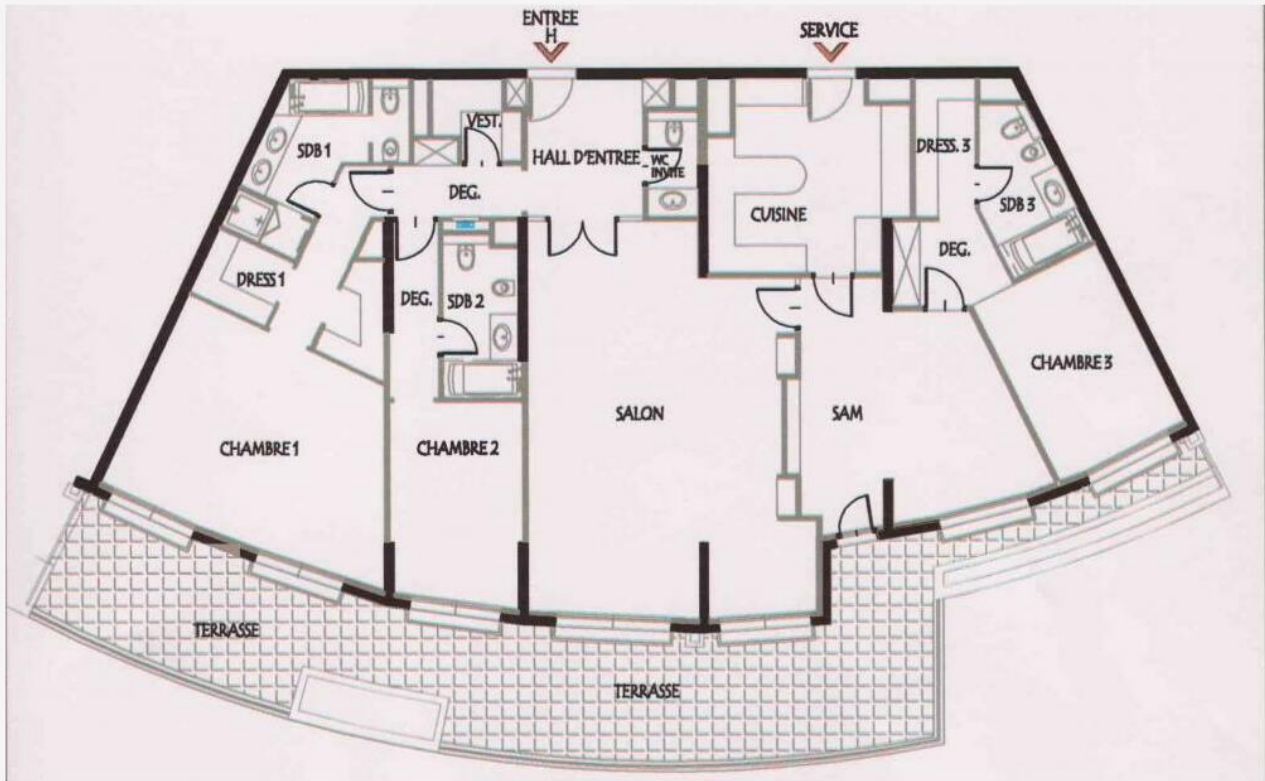 ENTREE
H
SERVICE
SDB 1
VEST.
HALL D'ENTREE
WC
INVITE
DRESS. 3
DEG.
CUISINE
SDB 3
DEG.
DRESS 1
DEG.
SDB 2
CHAMBRE 3
SALON
SAM
CHAMBRE 1
CHAMBRE 2
TERRASSE
TERRASSE